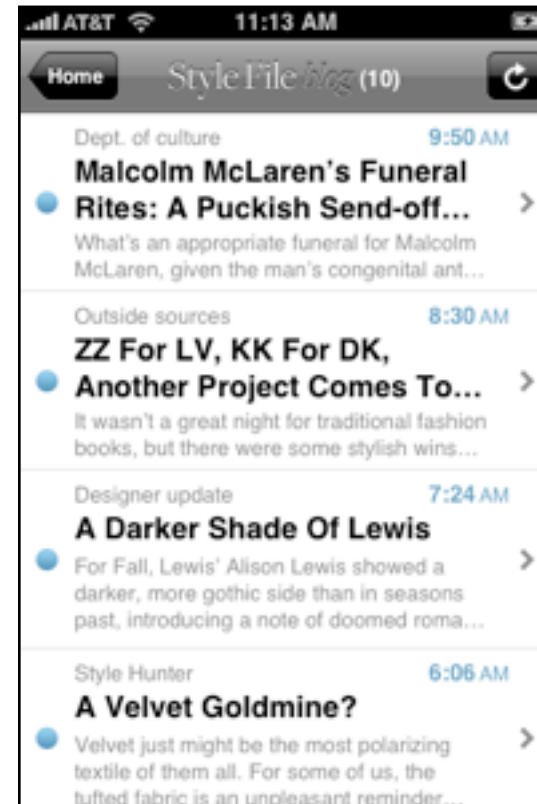 AT&T 11:13 AM
Home Style File blog (10)
Dept. of culture 9:50 AM
Malcolm McLaren's Funeral
Rites: A Puckish Send-off...
What's an appropriate funeral for Malcolm
McLaren, given the man's congenital ant...
Outside sources 8:30 AM
ZZ For LV, KK For DK,
Another Project Comes To...
It wasn't a great night for traditional fashion
books, but there were some stylish wins...
Designer update 7:24 AM
A Darker Shade Of Lewis
For Fall, Lewis' Alison Lewis showed a
darker, more gothic side than in seasons
past, introducing a note of doomed roma...
Style Hunter 6:06 AM
A Velvet Goldmine?
Velvet just might be the most polarizing
textile of them all. For some of us, the
tufted fabric is an unpleasant reminder...